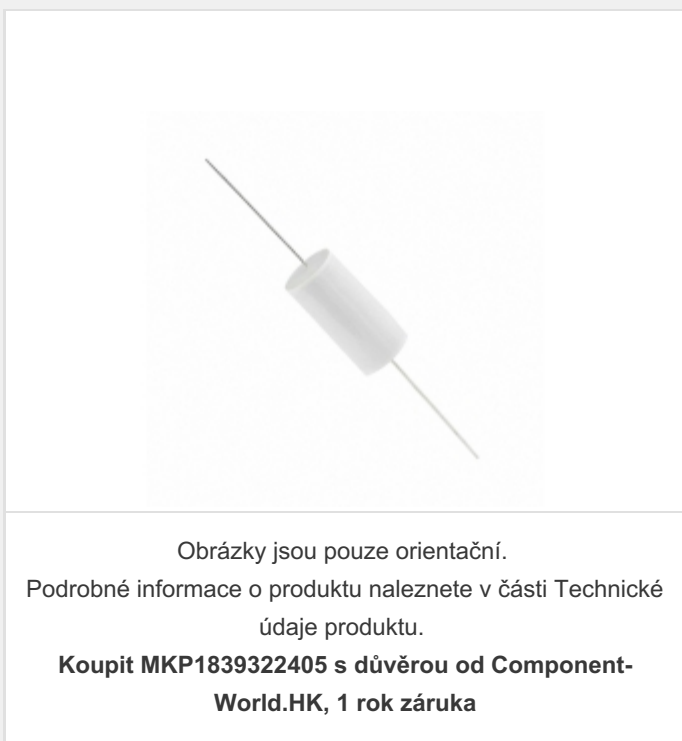 Obrázky jsou pouze orientační.
Podrobné informace o produktu naleznete v části Technické
údaje produktu.
Koupit MKP1839322405 s důvěrou od Component-
World.HK, 1 rok záruka